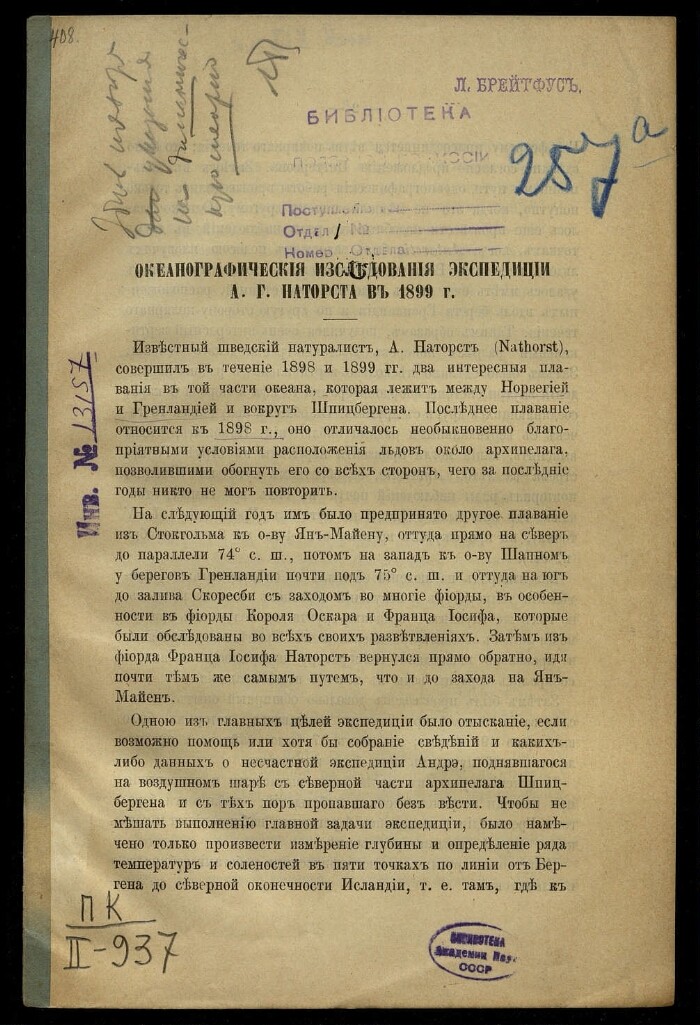 408.
Л. БРЕЙТФУСЪ.
БИБЛІОТЕКА
257 а
Отдел 1 №
Номер Отдела
ОКЕАНОГРАФИЧЕСКІЯ ИЗСЛѢДОВАНІЯ ЭКСПЕДИЦІИ
А. Г. НАТОРСТА ВЪ 1899 г.
Извѣстный шведскій натуралистъ, А. Наторстъ (Nathorst),
совершилъ въ теченіе 1898 и 1899 гг. два интересныя пла-
ванія въ той части океана, которая лежитъ между Норвегіей
и Гренландіей и вокругъ Шпицбергена. Послѣднее плаваніе
относится къ 1898 г., оно отличалось необыкновенно благо-
пріятными условіями расположенія льдовъ около архипелага,
позволившими обогнуть его со всѣхъ сторонъ, чего за послѣдніе
годы никто не могъ повторить.
На слѣдующій годъ имъ было предпринято другое плаваніе
изъ Стокгольма къ о-ву Янъ-Майену, оттуда прямо на сѣверъ
до параллели 74° с. ш., потомъ на западъ къ о-ву Шапном
у береговъ Гренландіи почти подъ 75° с. ш. и оттуда на югъ
до залива Скоресби съ заходомъ во многіе фіорды, въ особен-
ности въ фіорды Короля Оскара и Франца Іосифа, которые
были обслѣдованы во всѣхъ своихъ развѣтвленіяхъ. Затѣмъ изъ
фіорда Франца Іосифа Наторстъ вернулся прямо обратно, идя
почти тѣмъ же самымъ путемъ, что и до захода на Янъ-
Майенъ.
Одною изъ главныхъ цѣлей экспедиціи было отысканіе, если
возможно помощь или хотя бы собраніе свѣдѣній и какихъ-
либо данныхъ о несчастной экспедиціи Андрэ, поднявшагося
на воздушномъ шарѣ съ сѣверной части архипелага Шпиц-
бергена и съ тѣхъ поръ пропавшаго безъ вѣсти. Чтобы не
мѣшать выполненію главной задачи экспедиціи, было намѣ-
чено только произвести измѣреніе глубины и опредѣленіе ряда
температуръ и соленостей въ пяти точкахъ по линіи отъ Бер-
гена до сѣверной оконечности Исландіи, т. е. тамъ, гдѣ къ
Инв. № 13157
ПК
II-937
БИБЛИОТЕКА
Академии Наук
СССР